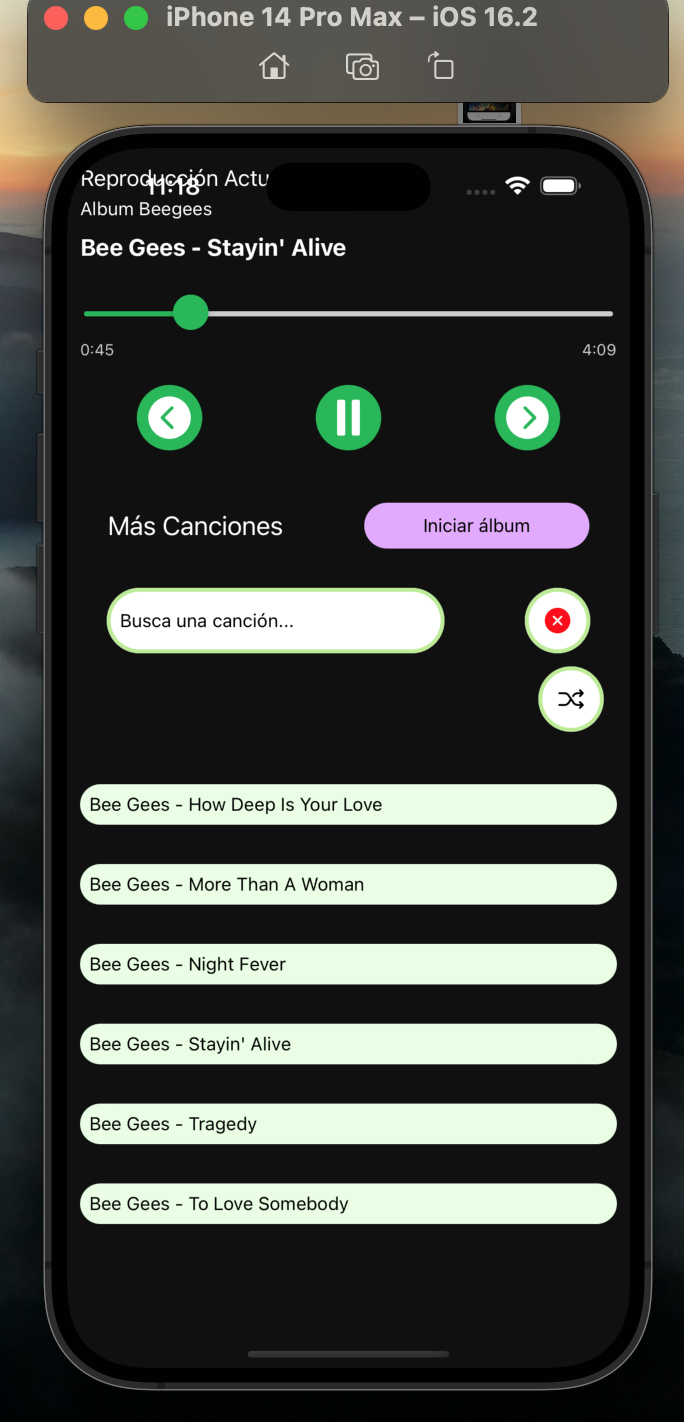 iPhone 14 Pro Max – iOS 16.2
11:18
Reproducción Actu
Album Beegees
Bee Gees - Stayin' Alive
0:45
4:09
Más Canciones
Iniciar álbum
Busca una canción...
Bee Gees - How Deep Is Your Love
Bee Gees - More Than A Woman
Bee Gees - Night Fever
Bee Gees - Stayin' Alive
Bee Gees - Tragedy
Bee Gees - To Love Somebody